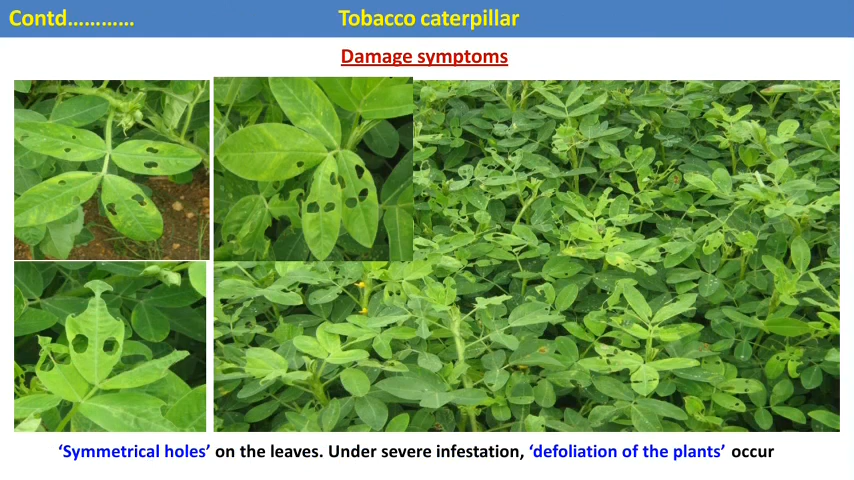 Contd............ Tobacco caterpillar
Damage symptoms
‘Symmetrical holes’ on the leaves. Under severe infestation, ‘defoliation of the plants’ occur